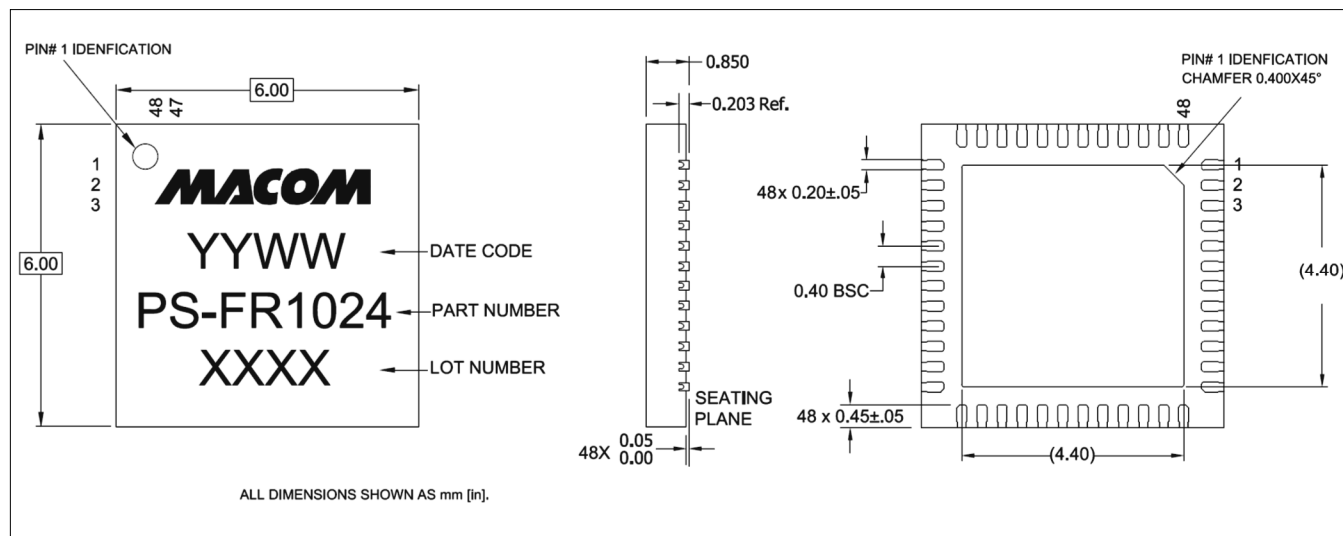 PIN# 1 IDENFICATION
6.00
48
47
1
2
3
6.00
MACOM
YYWW
DATE CODE
PS-FR1024
PART NUMBER
XXXX
LOT NUMBER
ALL DIMENSIONS SHOWN AS mm [in].
0.850
0.203 Ref.
SEATING
PLANE
48X 0.05
0.00
PIN# 1 IDENFICATION
CHAMFER 0.400X45°
48
1
2
3
48x 0.20±.05
0.40 BSC
(4.40)
48 x 0.45±.05
(4.40)